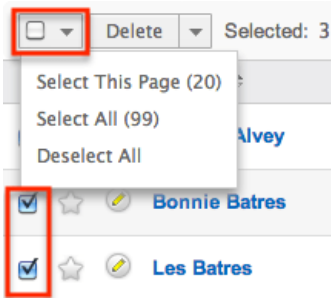 Delete Selected: 3
Select This Page (20)
Select All (99)
Alvey
Deselect All
Bonnie Batres
Les Batres